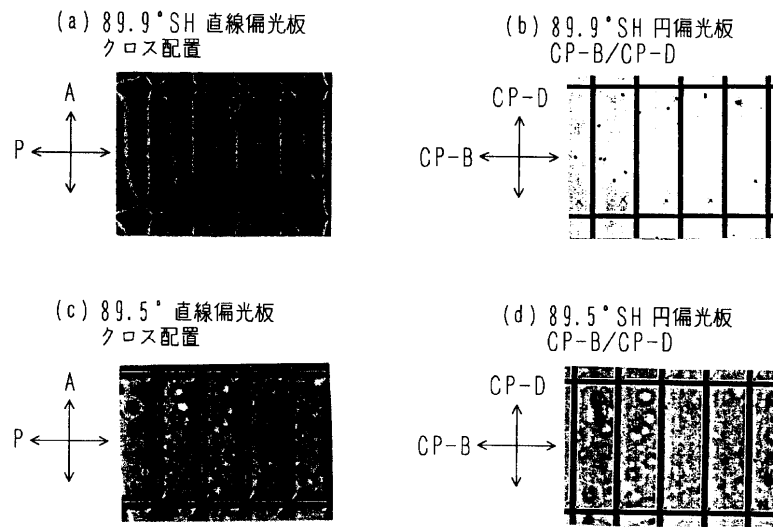 (a) 89.9°SH 直線偏光板
クロス配置
A
P
(b) 89.9°SH 円偏光板
CP-B/CP-D
CP-D
CP-B
(c) 89.5° 直線偏光板
クロス配置
A
P
(d) 89.5°SH 円偏光板
CP-B/CP-D
CP-D
CP-B